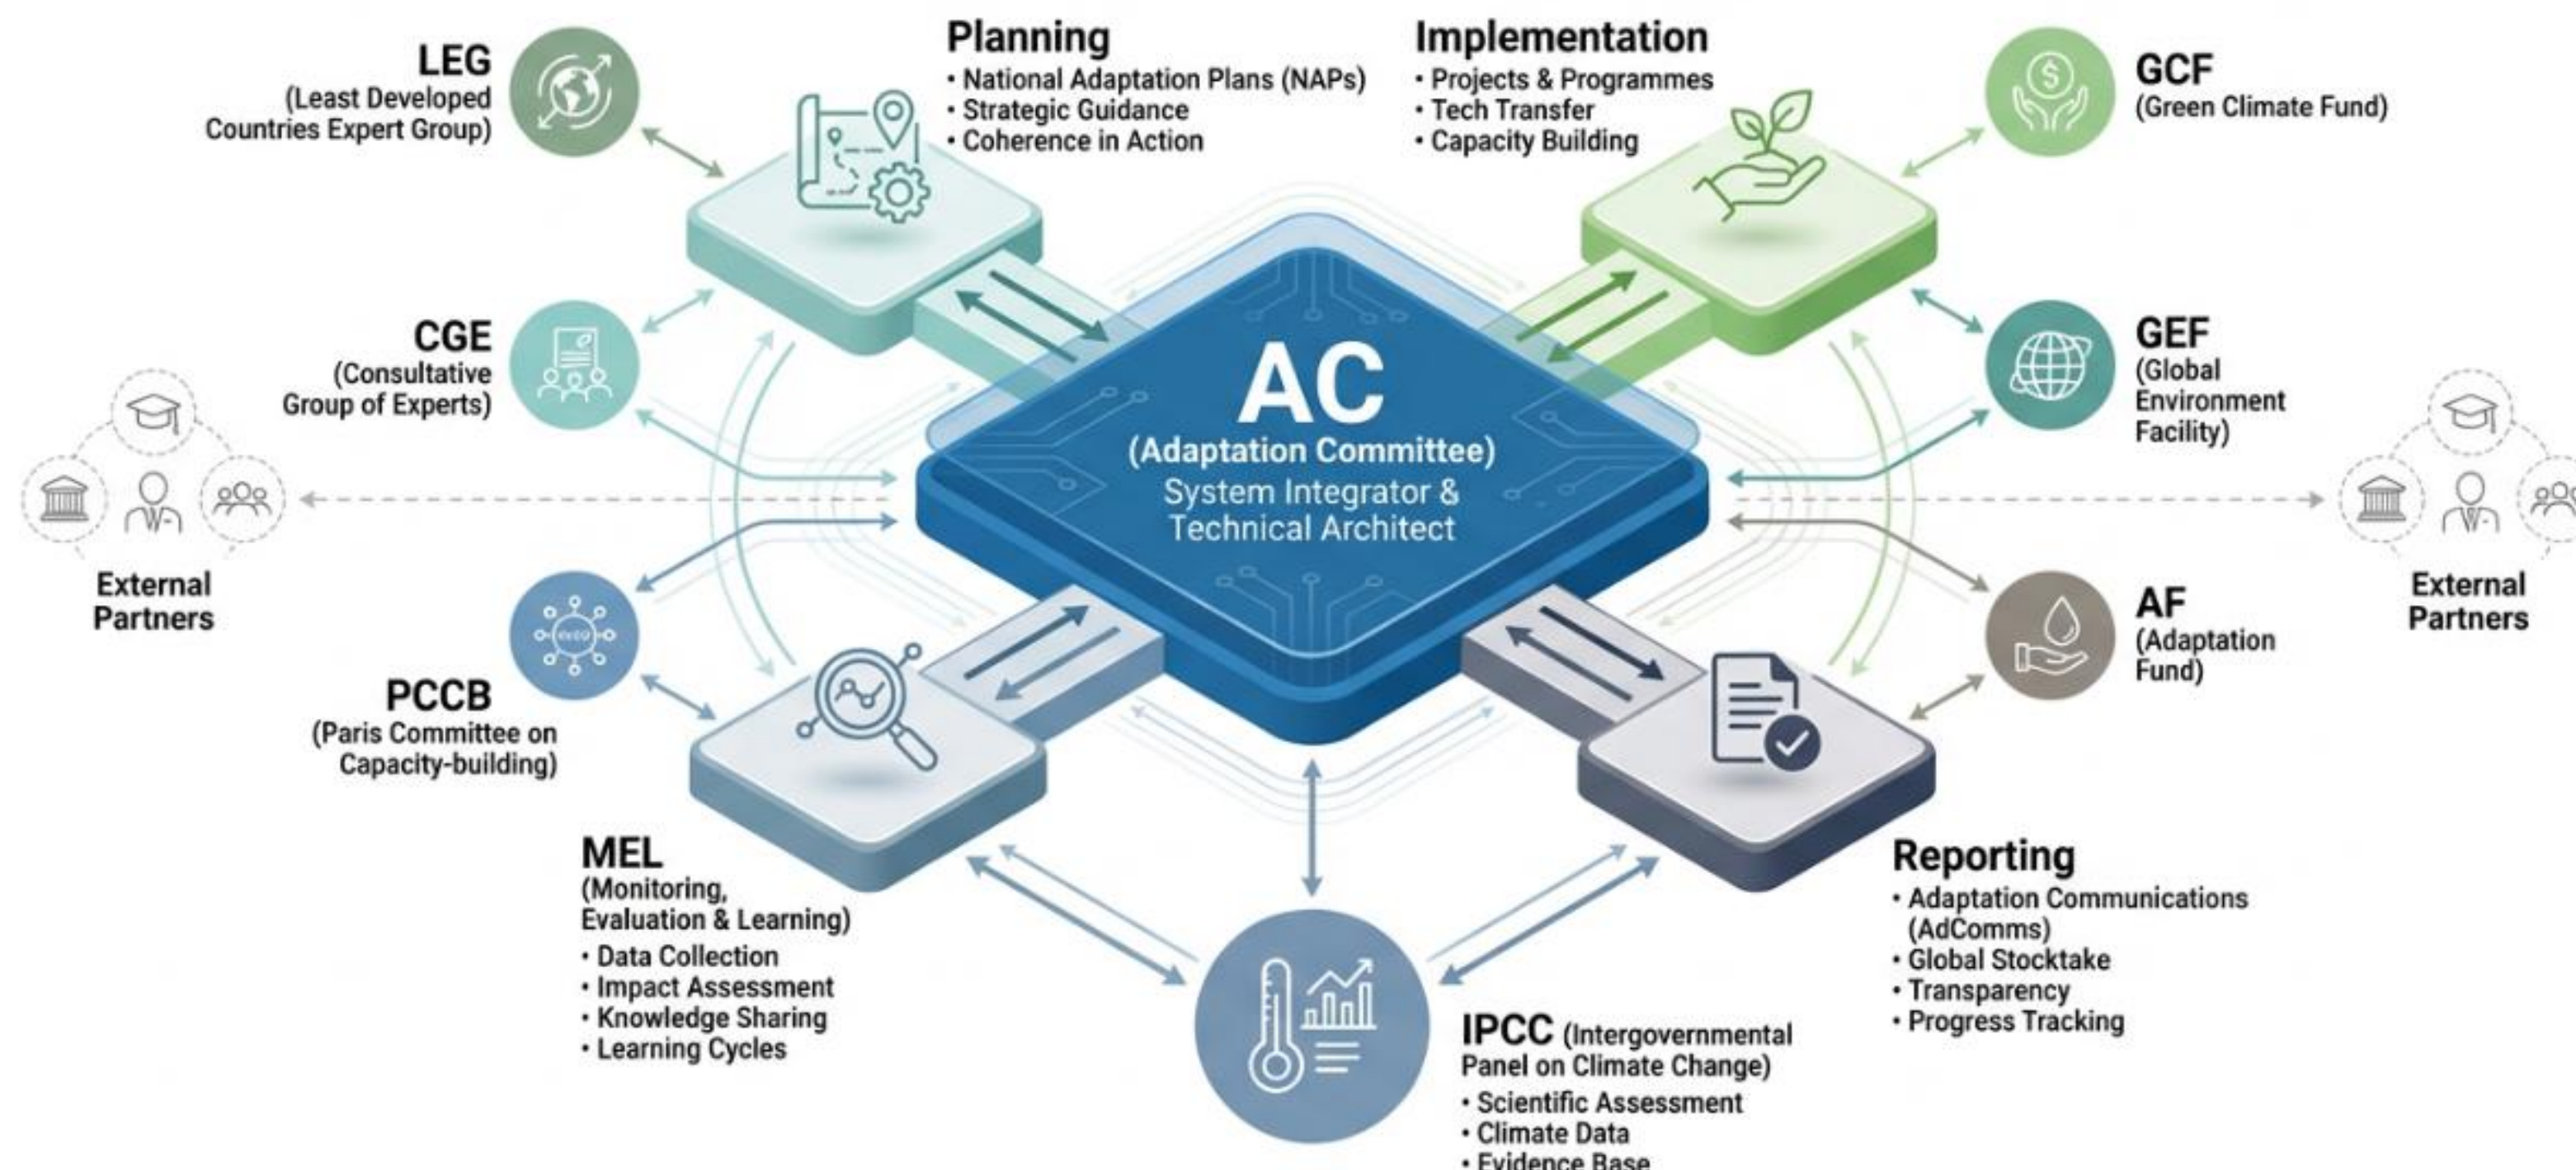 LEG
(Least Developed
Countries Expert Group)
Planning
• National Adaptation Plans (NAPs)
• Strategic Guidance
• Coherence in Action
Implementation
• Projects & Programmes
• Tech Transfer
• Capacity Building
GCF
(Green Climate Fund)
CGE
(Consultative
Group of Experts)
AC
(Adaptation Committee)
System Integrator &
Technical Architect
GEF
(Global
Environment
Facility)
External
Partners
PCCB
(Paris Committee on
Capacity-building)
AF
(Adaptation
Fund)
External
Partners
MEL
(Monitoring,
Evaluation & Learning)
• Data Collection
• Impact Assessment
• Knowledge Sharing
• Learning Cycles
IPCC (Intergovernmental
Panel on Climate Change)
• Scientific Assessment
• Climate Data
• Evidence Base
Reporting
• Adaptation Communications
(AdComms)
• Global Stocktake
• Transparency
• Progress Tracking